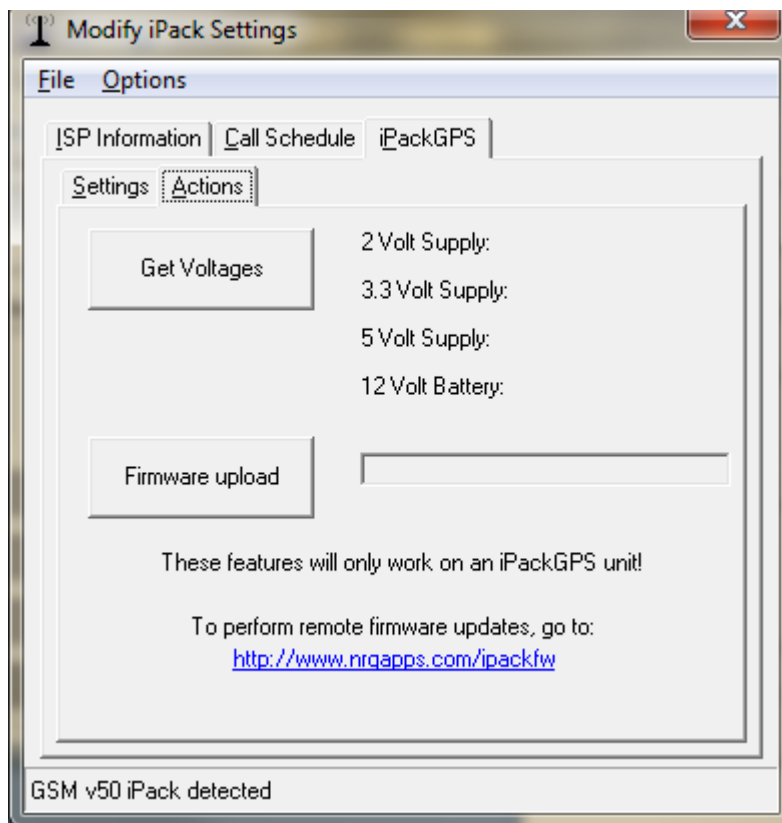 Modify iPack Settings
File Options
ISP Information Call Schedule iPackGPS
Settings Actions
Get Voltages
2 Volt Supply:
3.3 Volt Supply:
5 Volt Supply:
12 Volt Battery:
Firmware upload
These features will only work on an iPackGPS unit!
To perform remote firmware updates, go to:
http://www.nrgapps.com/ipackfw
GSM v50 iPack detected